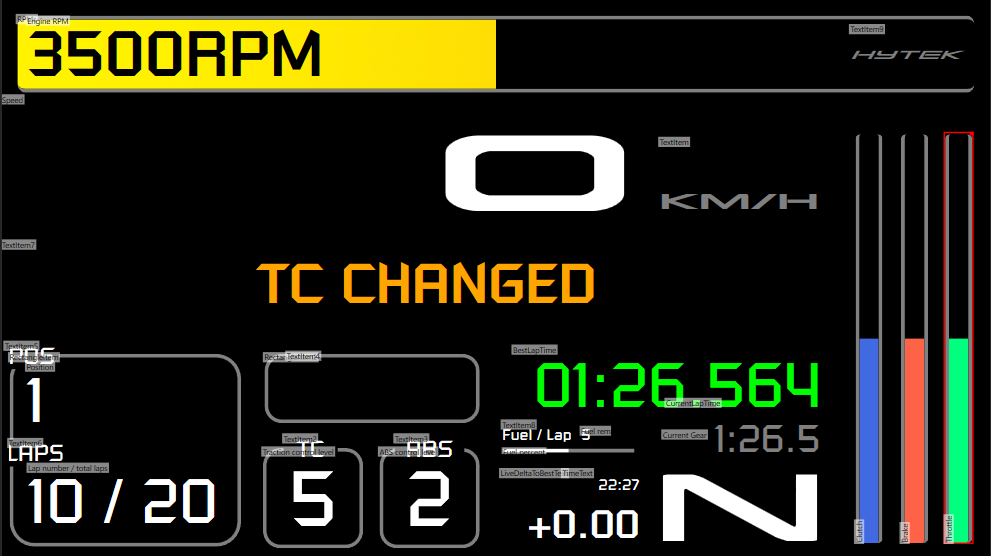 RP Engine RPM
3500RPM
TextItem9
HYTEK
Speed
0
TextItem
KM/H
TextItem7
TC CHANGED
TextItem5
POS
RectangleItem
Position
1
TextItem6
LAPS
Lap number / total laps
10 / 20
Rectan TextItem4
TextItem2
TC
Traction control level
5
TextItem3
ABS
ABS control level
2
BestLapTime
01:26.564
CurrentLapTime
TextItem8
Fuel / Lap 5
Fuel rem
Fuel percent
Current Gear
1:26.5
LiveDeltaToBestTe TimeText
22:27
+0.00
N
Clutch
Brake
Throttle